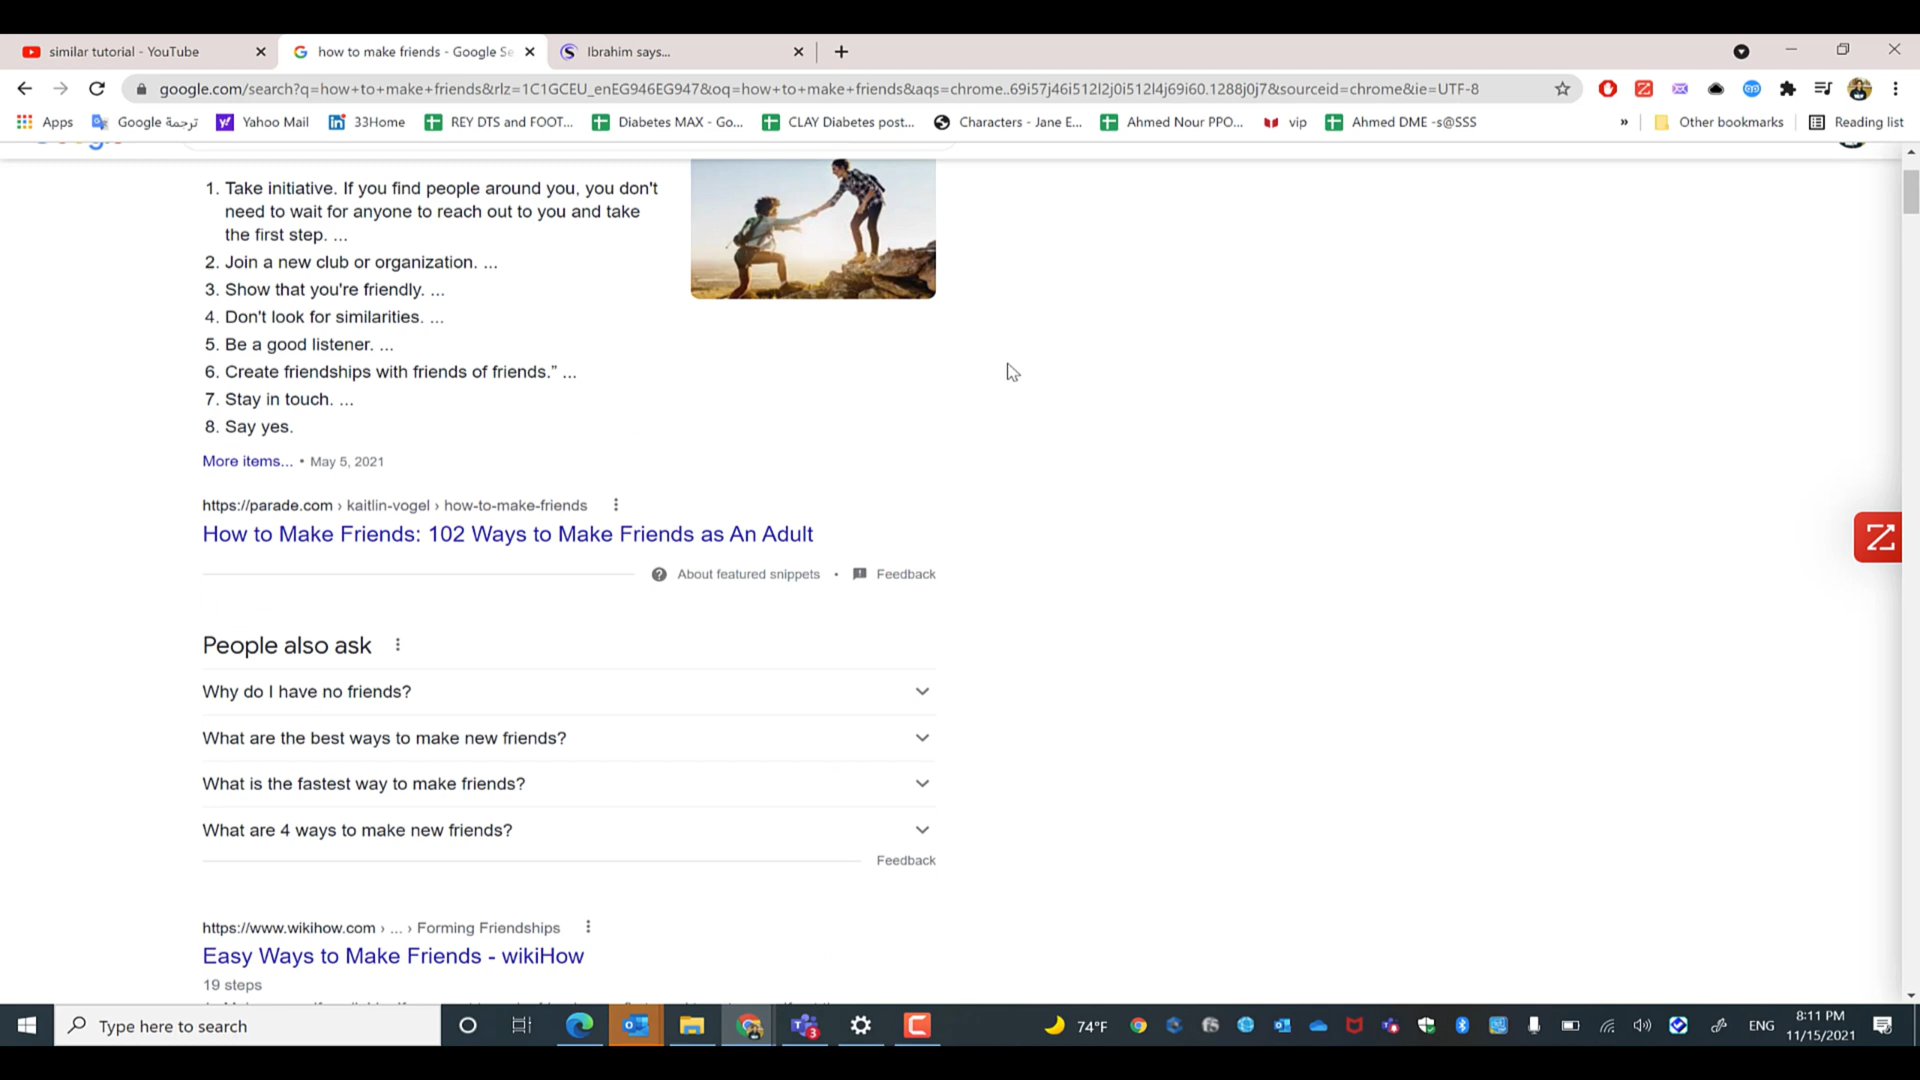 similar tutorial - YouTube
how to make friends - Google Se
Ibrahim says...
google.com/search?q=how+to+make+friends&rlz=1C1GCEU_enEG946EG947&oq=how+to+make+friends&aqs=chrome..69i57j46i512l2j0i512l4j69i60.1288j0j7&sourceid=chrome&ie=UTF-8
Apps
ترجمة Google
Yahoo Mail
33Home
REY DTS and FOOT...
Diabetes MAX - Go...
CLAY Diabetes post...
Characters - Jane E...
Ahmed Nour PPO...
vip
Ahmed DME -s@SSS
»
Other bookmarks
Reading list
1. Take initiative. If you find people around you, you don't
need to wait for anyone to reach out to you and take
the first step. ...
2. Join a new club or organization. ...
3. Show that you're friendly. ...
4. Don't look for similarities. ...
5. Be a good listener. ...
6. Create friendships with friends of friends.” ...
7. Stay in touch. ...
8. Say yes.
More items... • May 5, 2021
https://parade.com › kaitlin-vogel › how-to-make-friends
How to Make Friends: 102 Ways to Make Friends as An Adult
About featured snippets • Feedback
People also ask
Why do I have no friends?
What are the best ways to make new friends?
What is the fastest way to make friends?
What are 4 ways to make new friends?
Feedback
https://www.wikihow.com › ... › Forming Friendships
Easy Ways to Make Friends - wikiHow
19 steps
Type here to search
74°F
ENG
8:11 PM
11/15/2021